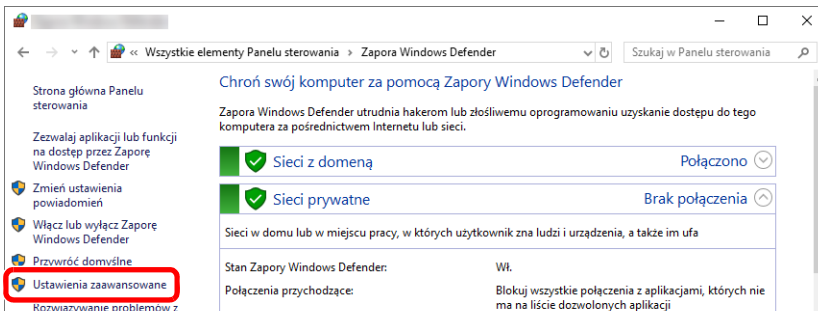 « Wszystkie elementy Panelu sterowania › Zapora Windows Defender
Szukaj w Panelu sterowania
Strona główna Panelu
sterowania
Zezwalaj aplikacji lub funkcji
na dostęp przez Zaporę
Windows Defender
Zmień ustawienia
powiadomień
Włącz lub wyłącz Zaporę
Windows Defender
Przywróć domyślne
Ustawienia zaawansowane
Rozwiązywanie problemów z
Chroń swój komputer za pomocą Zapory Windows Defender
Zapora Windows Defender utrudnia hakerom lub złośliwemu oprogramowaniu uzyskanie dostępu do tego
komputera za pośrednictwem Internetu lub sieci.
Sieci z domeną Połączono
Sieci prywatne Brak połączenia
Sieci w domu lub w miejscu pracy, w których użytkownik zna ludzi i urządzenia, a także im ufa
Stan Zapory Windows Defender: Wł.
Połączenia przychodzące: Blokuj wszystkie połączenia z aplikacjami, których nie
ma na liście dozwolonych aplikacji